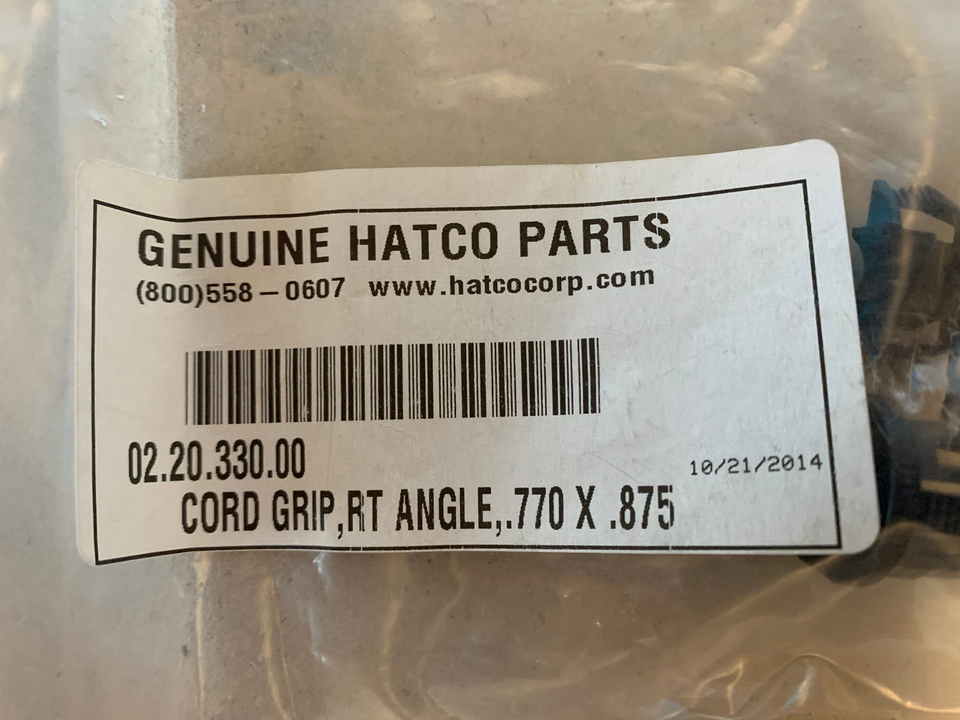 GENUINE HATCO PARTS
(800)558-0607 www.hatcocorp.com
02.20.330.00
10/21/2014
CORD GRIP,RT ANGLE,.770 X .875